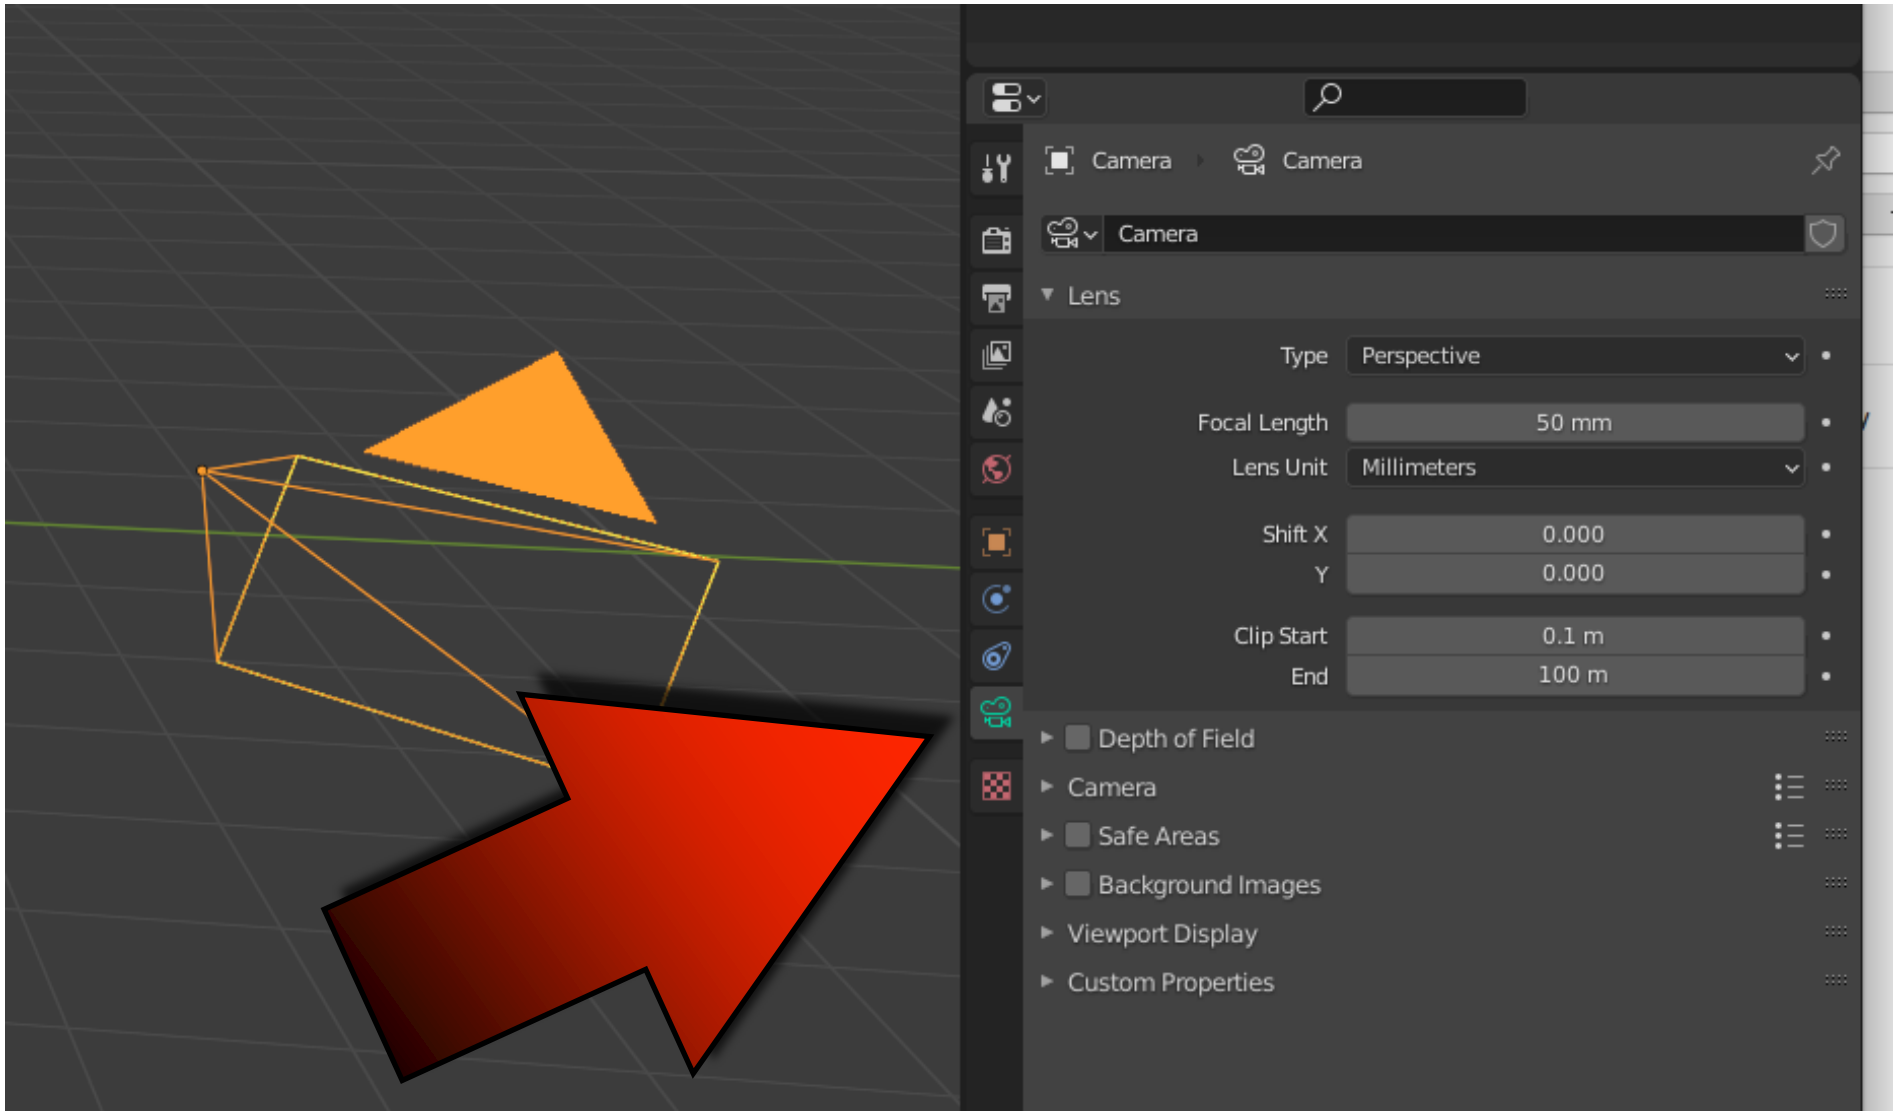 Camera Camera
Camera
Lens
Type Perspective
Focal Length 50 mm
Lens Unit Millimeters
Shift X 0.000
Y 0.000
Clip Start 0.1 m
End 100 m
Depth of Field
Camera
Safe Areas
Background Images
Viewport Display
Custom Properties